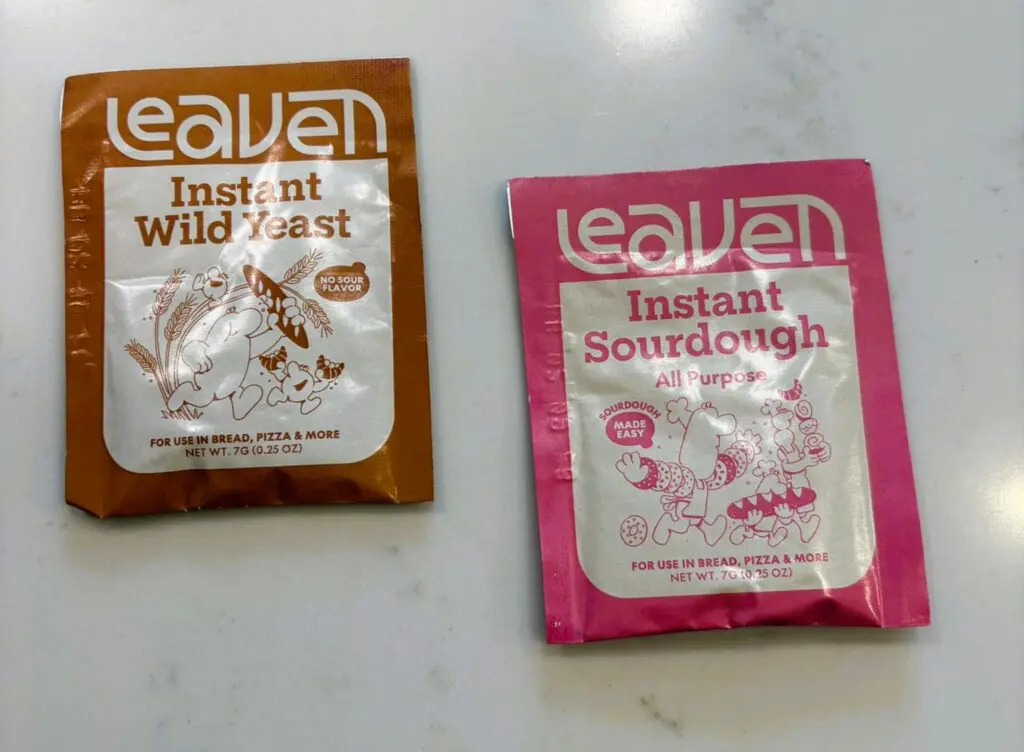 Leaven
Instant
Wild Yeast
NO SOUR
FLAVOR
FOR USE IN BREAD, PIZZA & MORE
NET WT. 7G (0.25 OZ)
Leaven
Instant
Sourdough
All Purpose
SOURDOUGH
MADE
EASY
FOR USE IN BREAD, PIZZA & MORE
NET WT. 7G (0.25 OZ)